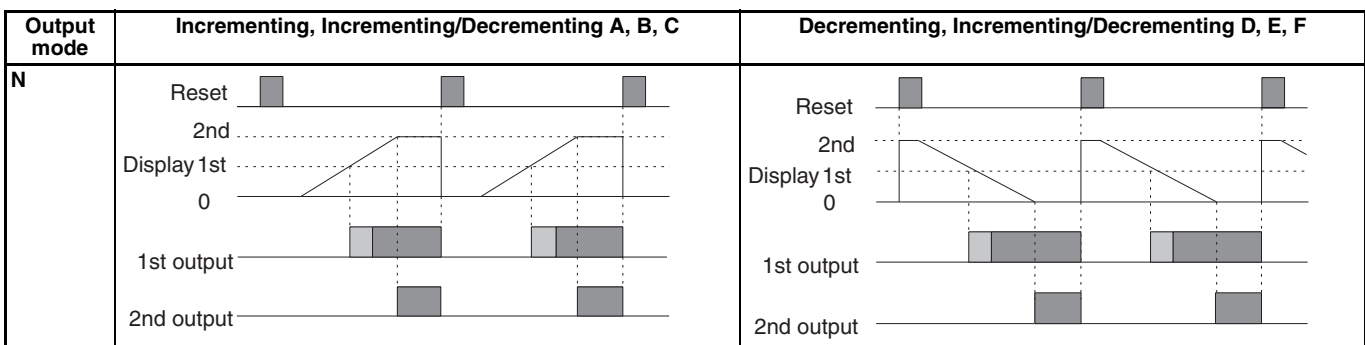 Output mode
Incrementing, Incrementing/Decrementing A, B, C
Decrementing, Incrementing/Decrementing D, E, F
N
Reset
2nd
Display 1st
0
1st output
2nd output
Reset
2nd
Display 1st
0
1st output
2nd output